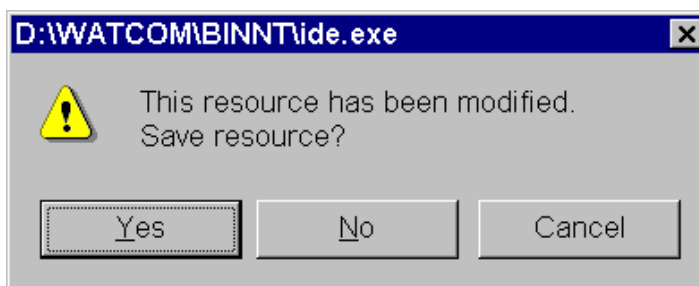 D:\WATCOM\BINNT\ide.exe
This resource has been modified.
Save resource?
Yes No Cancel